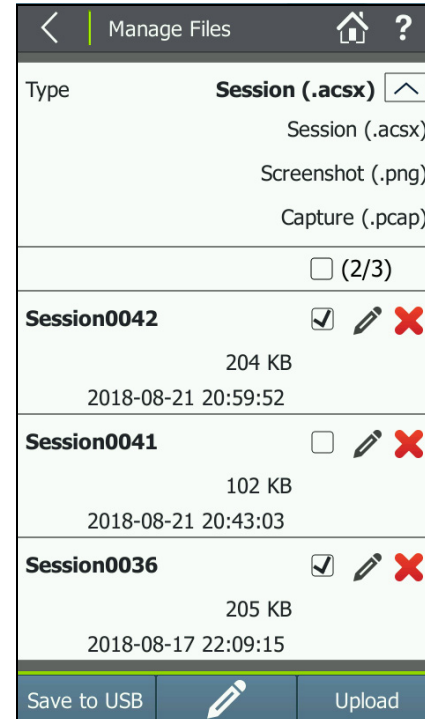 Manage Files ?
Type Session (.acsx)
Session (.acsx)
Screenshot (.png)
Capture (.pcap)
(2/3)
Session0042
204 KB
2018-08-21 20:59:52
Session0041
102 KB
2018-08-21 20:43:03
Session0036
205 KB
2018-08-17 22:09:15
Save to USB Upload